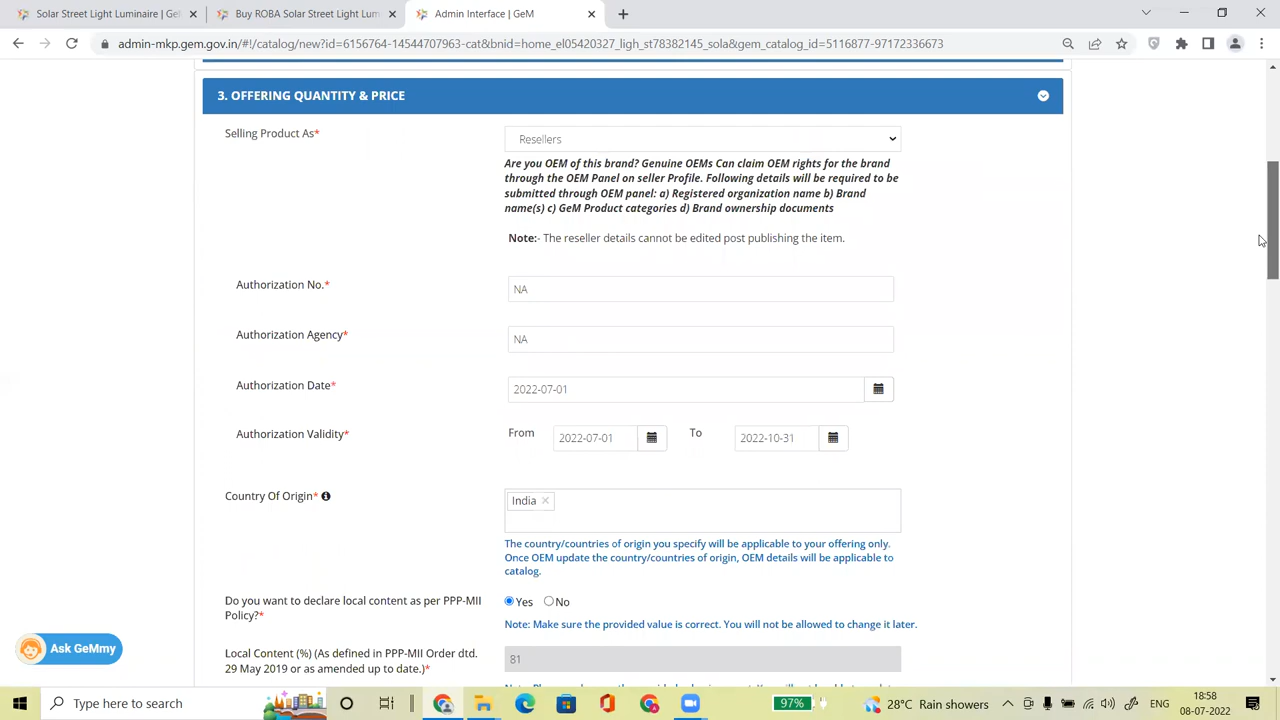 Solar Street Light Luminaire | Ge
Buy ROBA Solar Street Light Lum
Admin Interface | GeM
admin-mkp.gem.gov.in/#!/catalog/new?id=6156764-14544707963-cat&bnid=home_el05420327_ligh_st78382145_sola&gem_catalog_id=5116877-97172336673
3. OFFERING QUANTITY & PRICE
Selling Product As*
Resellers
Are you OEM of this brand? Genuine OEMs Can claim OEM rights for the brand
through the OEM Panel on seller Profile. Following details will be required to be
submitted through OEM panel: a) Registered organization name b) Brand
name(s) c) GeM Product categories d) Brand ownership documents
Note:- The reseller details cannot be edited post publishing the item.
Authorization No.*
NA
Authorization Agency*
NA
Authorization Date*
2022-07-01
Authorization Validity*
From 2022-07-01 To 2022-10-31
Country Of Origin*
India ×
The country/countries of origin you specify will be applicable to your offering only.
Once OEM update the country/countries of origin, OEM details will be applicable to
catalog.
Do you want to declare local content as per PPP-MII
Policy?*
Yes No
Note: Make sure the provided value is correct. You will not be allowed to change it later.
Local Content (%) (As defined in PPP-MII Order dtd.
29 May 2019 or as amended up to date.)*
81
Ask GeMmy
Type here to search
97%
28°C Rain showers
ENG
18:58
08-07-2022